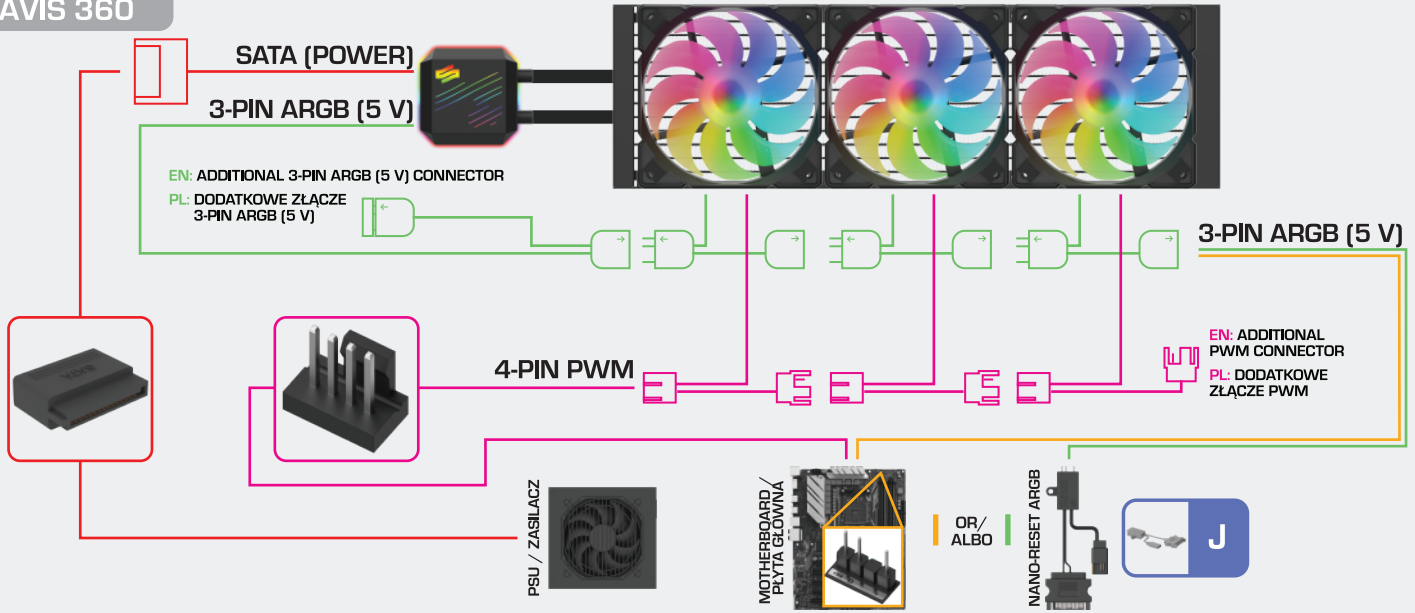 AVIS 360
SATA (POWER)
3-PIN ARGB (5 V)
EN: ADDITIONAL 3-PIN ARGB (5 V) CONNECTOR
PL: DODATKOWE ZŁĄCZE
3-PIN ARGB (5 V)
3-PIN ARGB (5 V)
SATA
4-PIN PWM
EN: ADDITIONAL
PWM CONNECTOR
PL: DODATKOWE
ZŁĄCZE PWM
PSU / ZASILACZ
MOTHERBOARD /
PŁYTA GŁÓWNA
OR/
ALBO
NANO-RESET ARGB
J